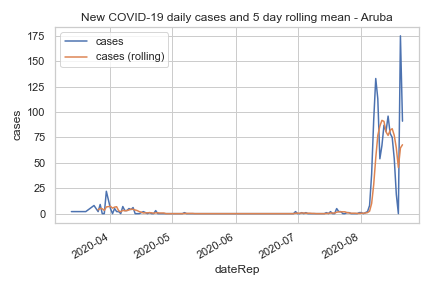 New COVID-19 daily cases and 5 day rolling mean - Aruba
cases
cases (rolling)
175
150
125
100
75
50
25
0
cases
2020-04
2020-05
2020-06
2020-07
2020-08
dateRep